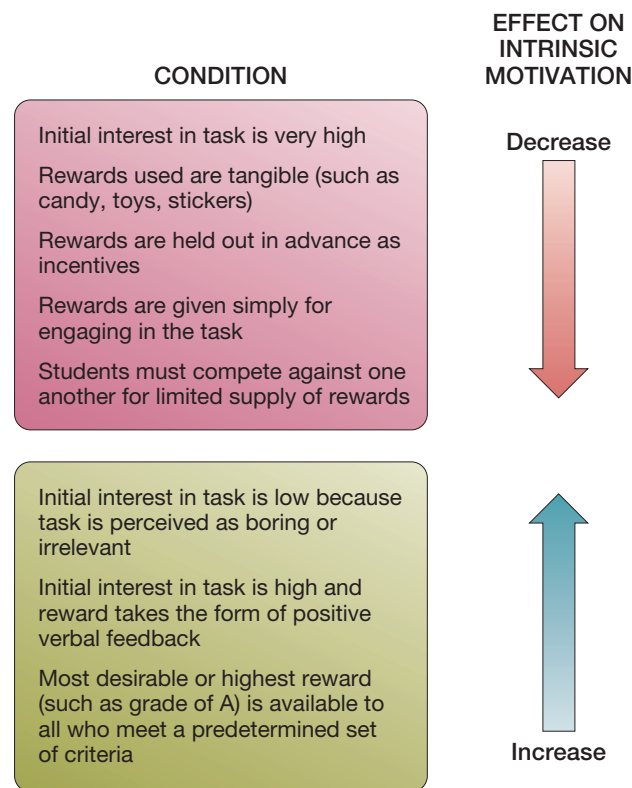 EFFECT ON
INTRINSIC
MOTIVATION
CONDITION
Initial interest in task is very high
Rewards used are tangible (such as
candy, toys, stickers)
Rewards are held out in advance as
incentives
Rewards are given simply for
engaging in the task
Students must compete against one
another for limited supply of rewards
Decrease
Initial interest in task is low because
task is perceived as boring or
irrelevant
Initial interest in task is high and
reward takes the form of positive
verbal feedback
Most desirable or highest reward
(such as grade of A) is available to
all who meet a predetermined set
of criteria
Increase